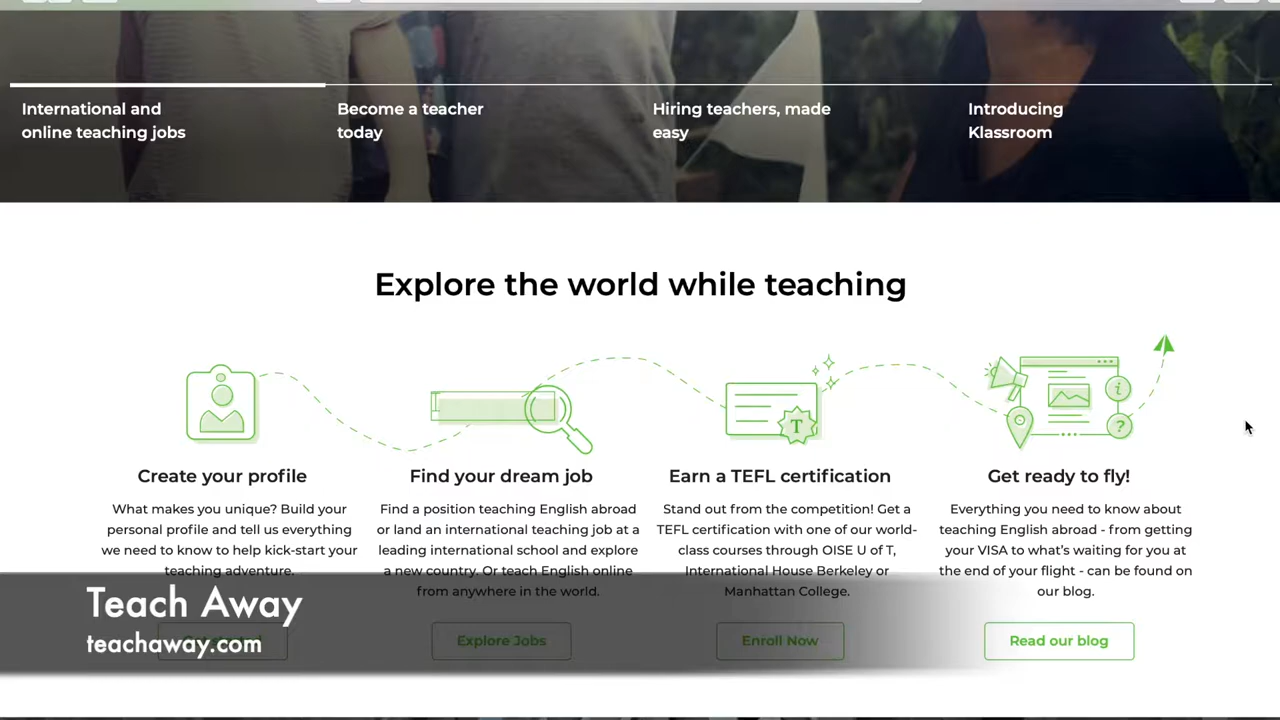 International and
online teaching jobs
Become a teacher
today
Hiring teachers, made
easy
Introducing
Klassroom
Explore the world while teaching
T
i
?
Create your profile
What makes you unique? Build your
personal profile and tell us everything
we need to know to help kick-start your
teaching adventure.
Get started
Find your dream job
Find a position teaching English abroad
or land an international teaching job at a
leading international school and explore
a new country. Or teach English online
from anywhere in the world.
Explore Jobs
Earn a TEFL certification
Stand out from the competition! Get a
TEFL certification with one of our world-
class courses through OISE U of T,
International House Berkeley or
Manhattan College.
Enroll Now
Get ready to fly!
Everything you need to know about
teaching English abroad - from getting
your VISA to what's waiting for you at
the end of your flight - can be found on
our blog.
Read our blog
Teach Away
teachaway.com